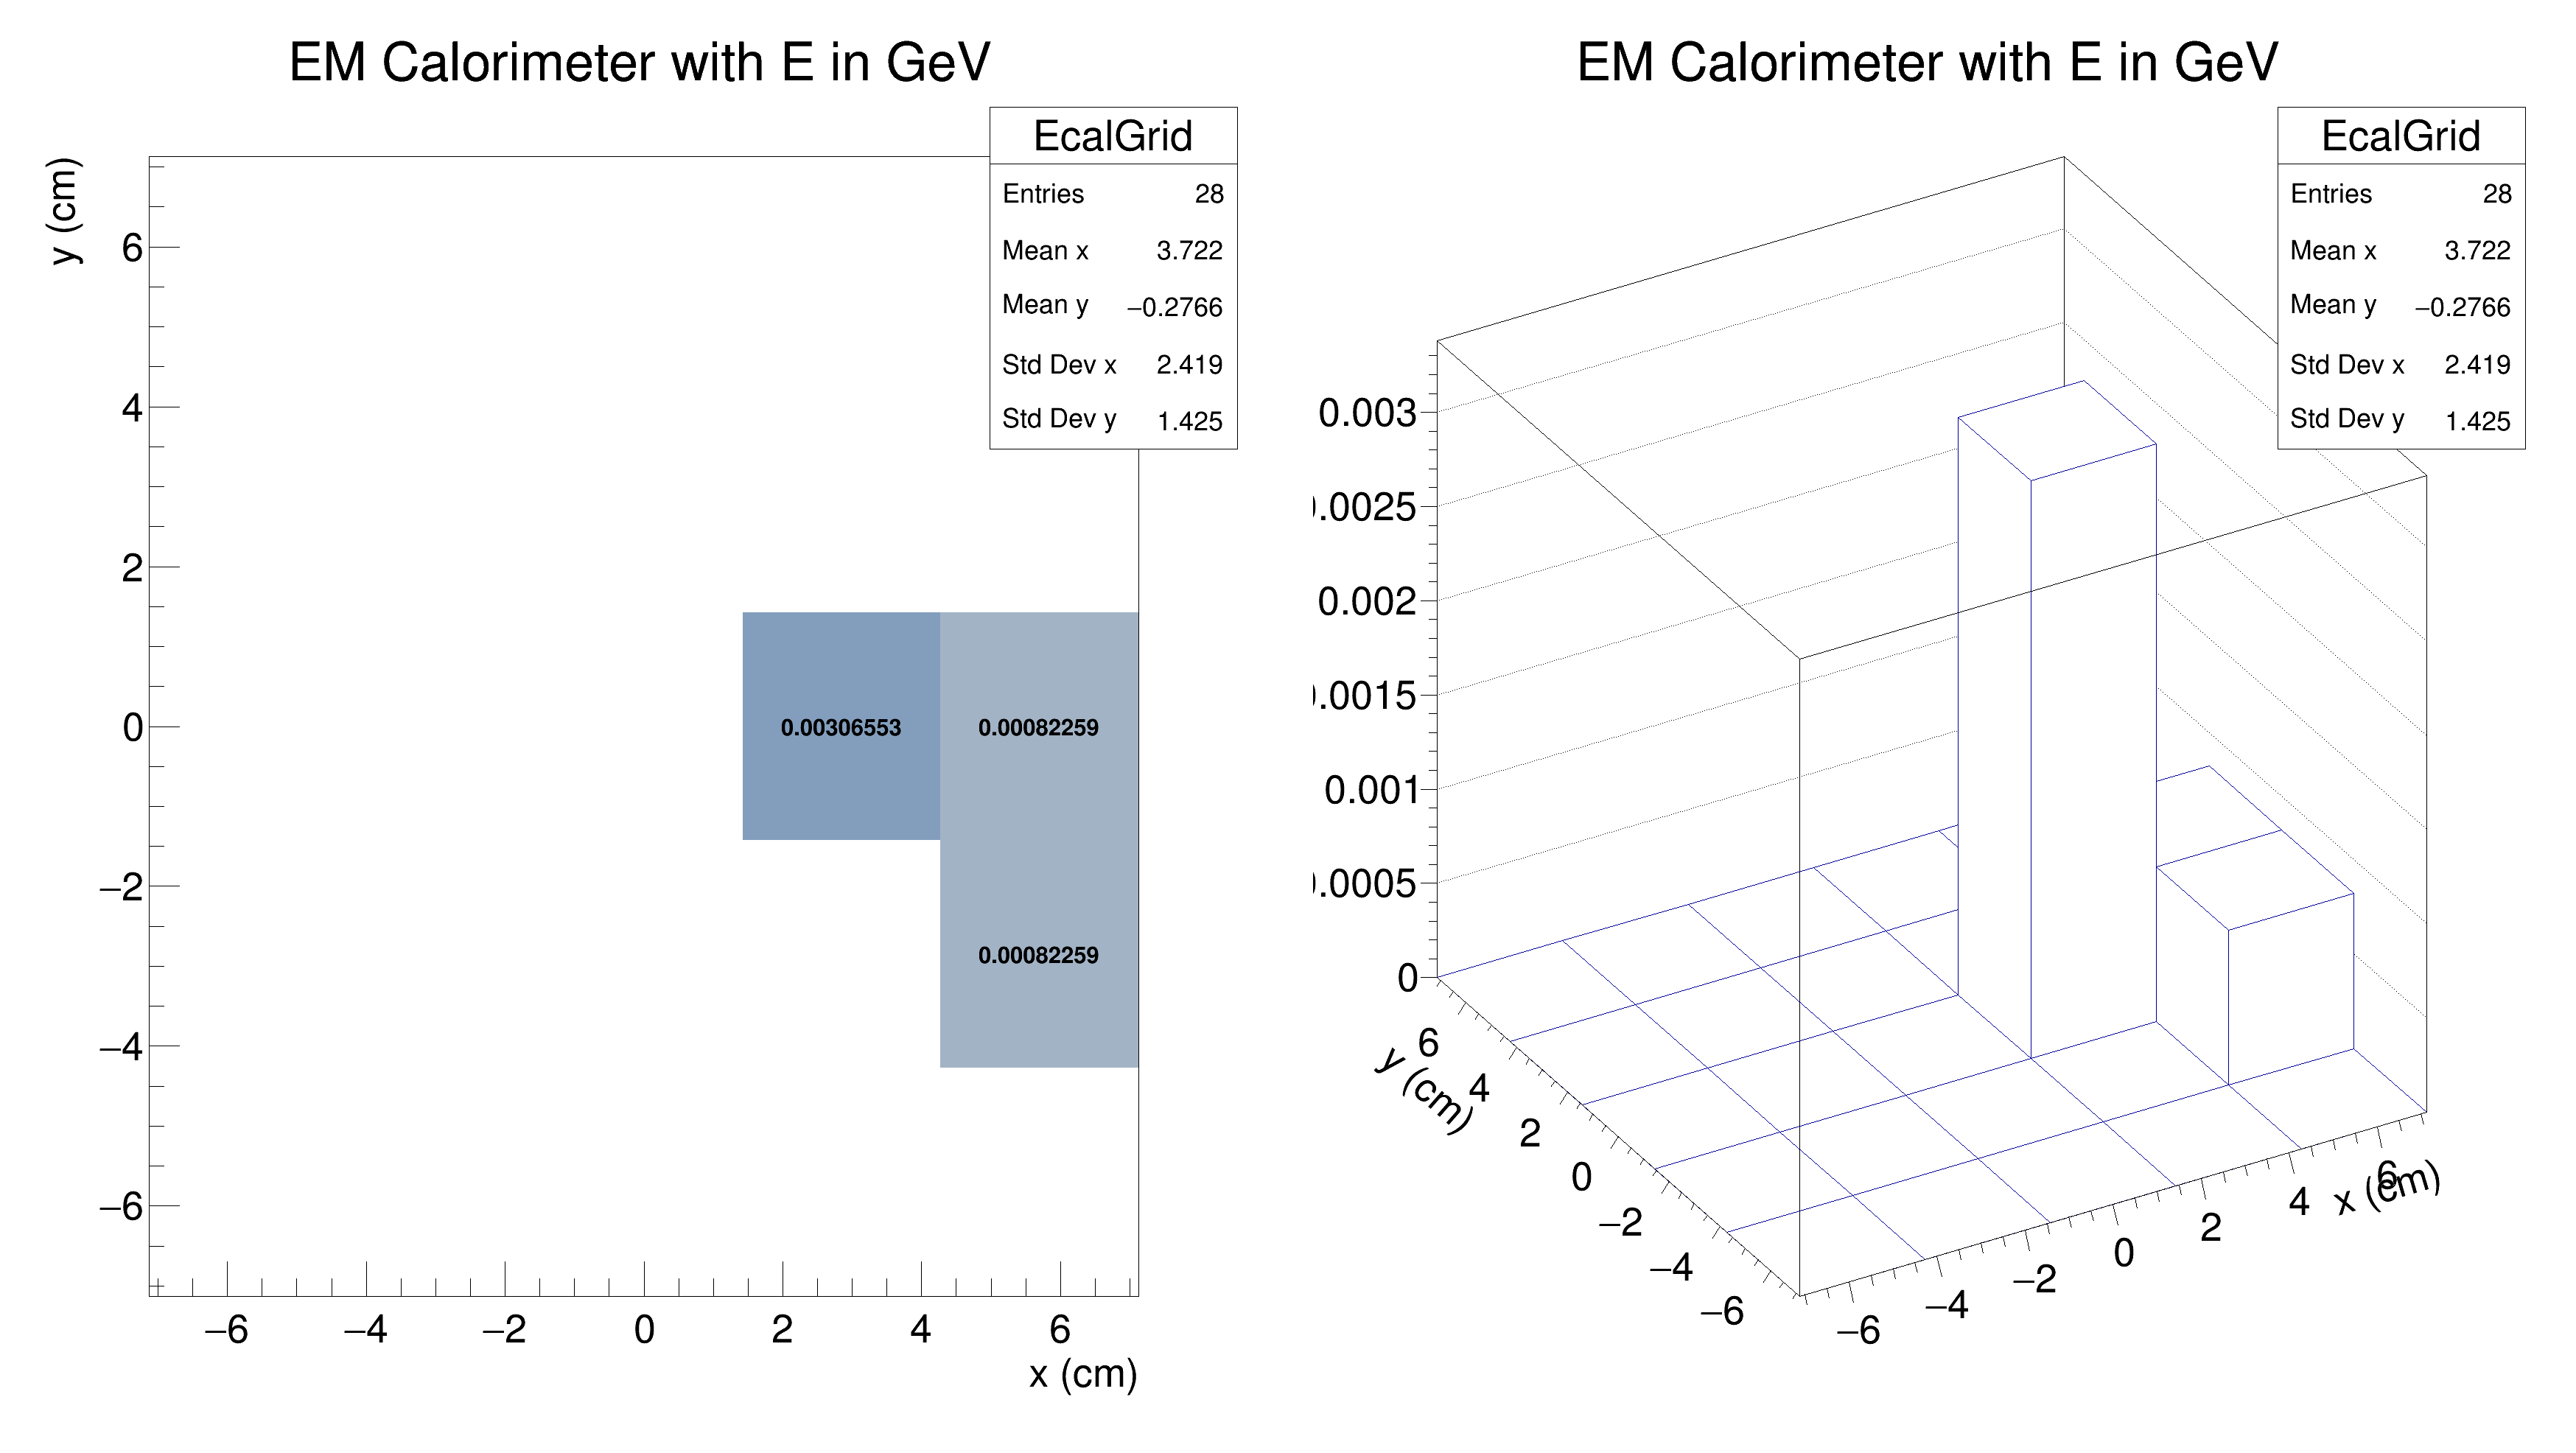 EM Calorimeter with E in GeV
EcalGrid
Entries 28
Mean x 3.722
Mean y −0.2766
Std Dev x 2.419
Std Dev y 1.425
y (cm)
6
4
2
0
−2
−4
−6
0.00306553 0.00082259
0.00082259
−6 −4 −2 0 2 4 6
x (cm)
EM Calorimeter with E in GeV
EcalGrid
Entries 28
Mean x 3.722
Mean y −0.2766
Std Dev x 2.419
Std Dev y 1.425
0.003
.0025
0.002
.0015
0.001
.0005
0
6
4
2
0
−2
−4
−6
y (cm)
−6
−4
−2
0
2
4
6
x (cm)